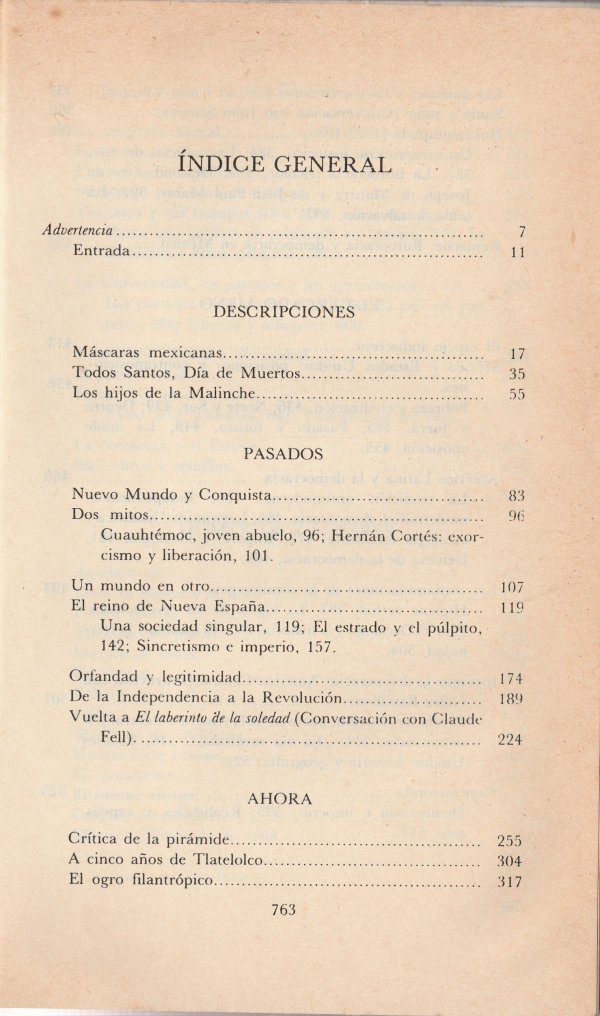 ÍNDICE GENERAL
Advertencia ................................................................ 7
Entrada................................................................ 11
DESCRIPCIONES
Máscaras mexicanas................................................ 17
Todos Santos, Día de Muertos................................. 35
Los hijos de la Malinche......................................... 55
PASADOS
Nuevo Mundo y Conquista...................................... 83
Dos mitos............................................................ 96
Cuauhtémoc, joven abuelo, 96; Hernán Cortés: exor-
cismo y liberación, 101.
Un mundo en otro................................................. 107
El reino de Nueva España....................................... 119
Una sociedad singular, 119; El estrado y el púlpito,
142; Sincretismo e imperio, 157.
Orfandad y legitimidad........................................... 174
De la Independencia a la Revolución......................... 189
Vuelta a El laberinto de la soledad (Conversación con Claude
Fell)............................................................... 224
AHORA
Crítica de la pirámide............................................. 255
A cinco años de Tlatelolco....................................... 304
El ogro filantrópico................................................ 317
763